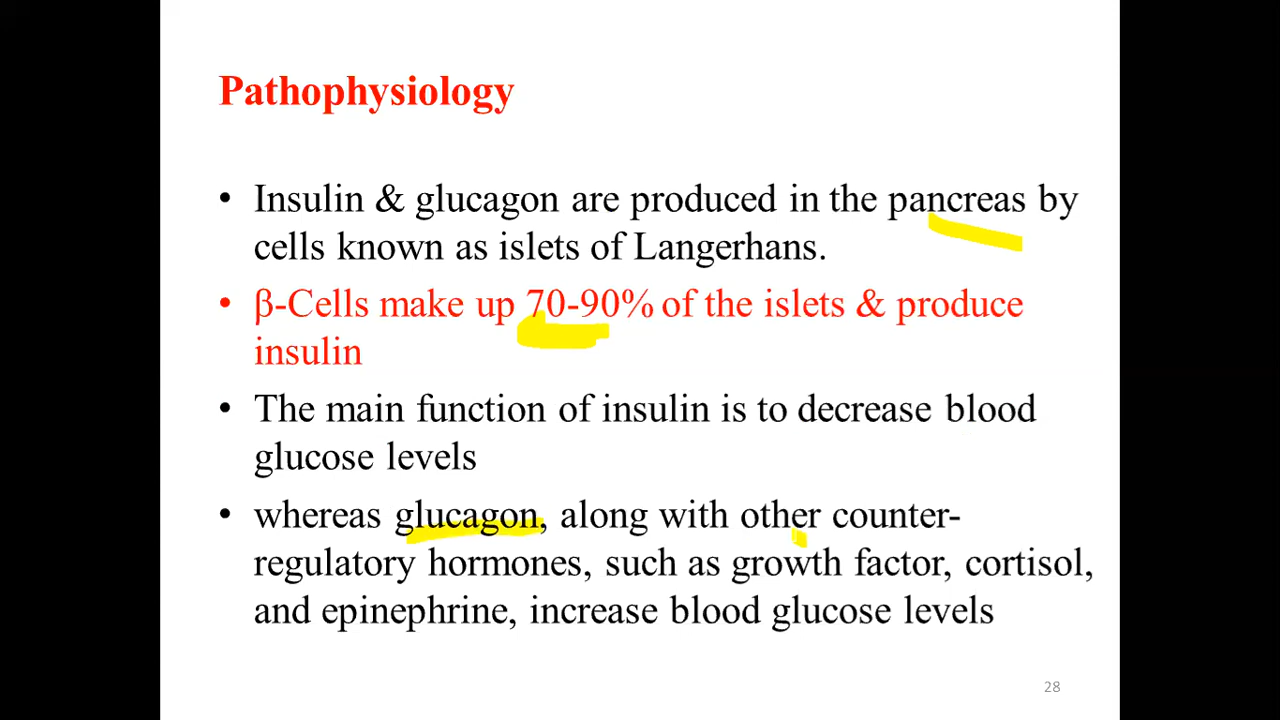 Pathophysiology
• Insulin & glucagon are produced in the pancreas by
cells known as islets of Langerhans.
• β-Cells make up 70-90% of the islets & produce
insulin
• The main function of insulin is to decrease blood
glucose levels
• whereas glucagon, along with other counter-
regulatory hormones, such as growth factor, cortisol,
and epinephrine, increase blood glucose levels
28